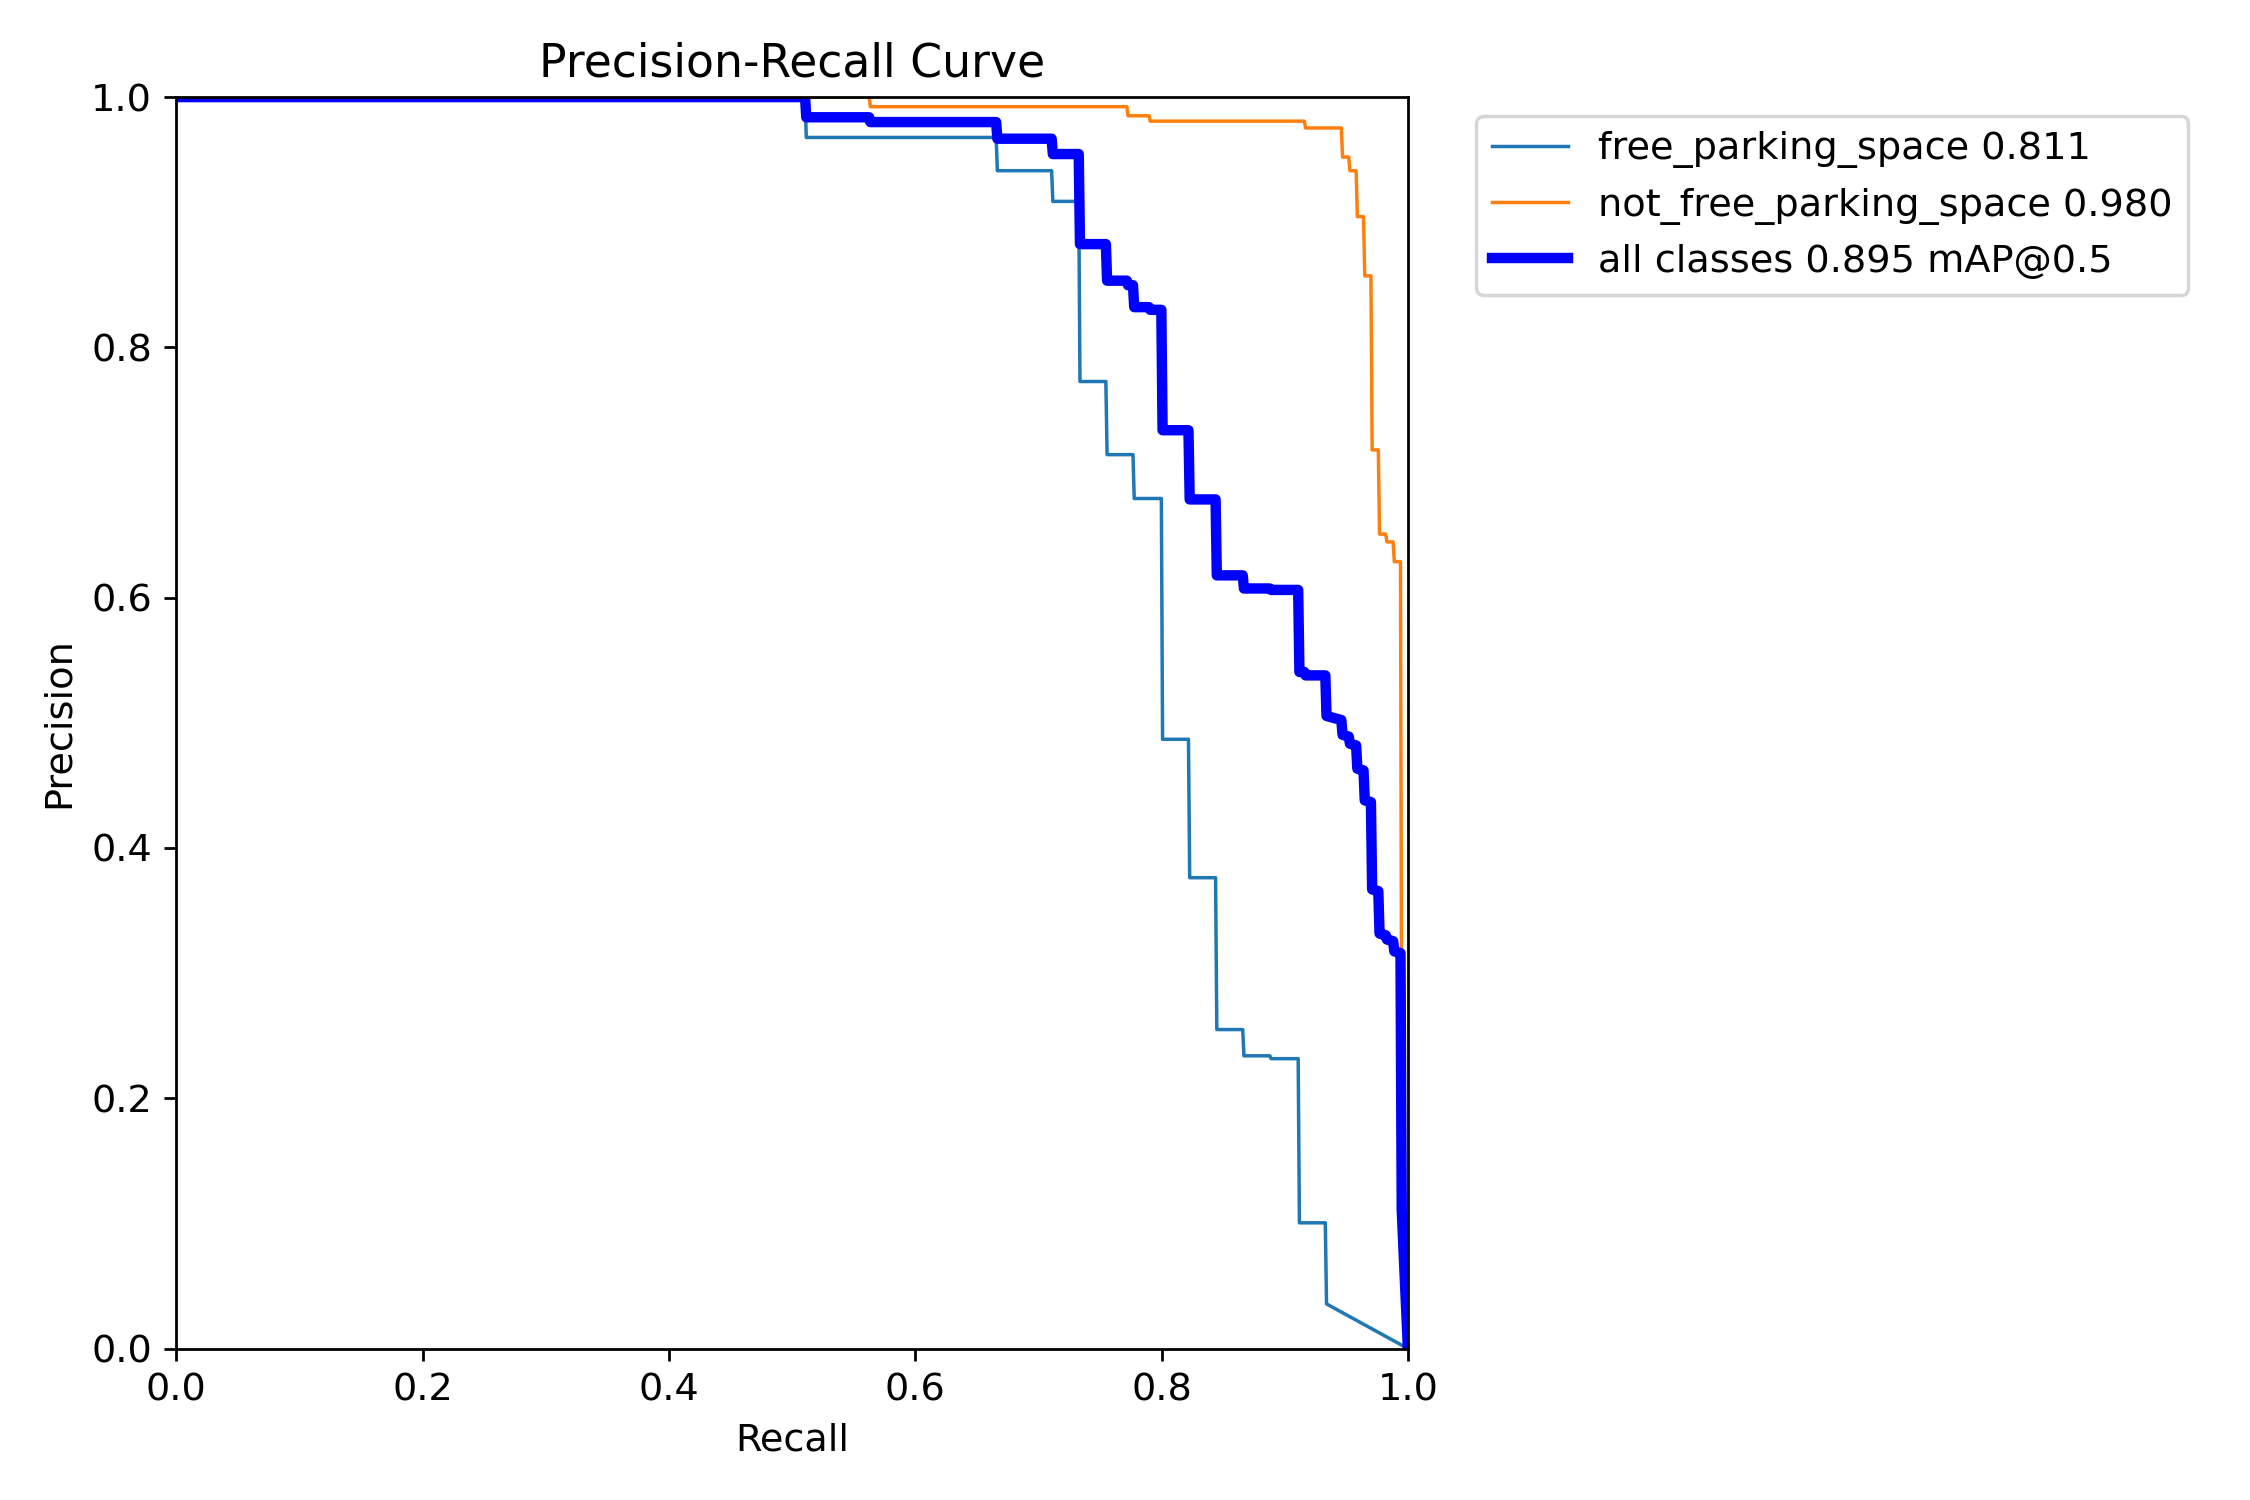 Precision-Recall Curve
1.0
0.8
0.6
0.4
0.2
0.0
Precision
0.0 0.2 0.4 0.6 0.8 1.0
Recall
free_parking_space 0.811
not_free_parking_space 0.980
all classes 0.895 mAP@0.5